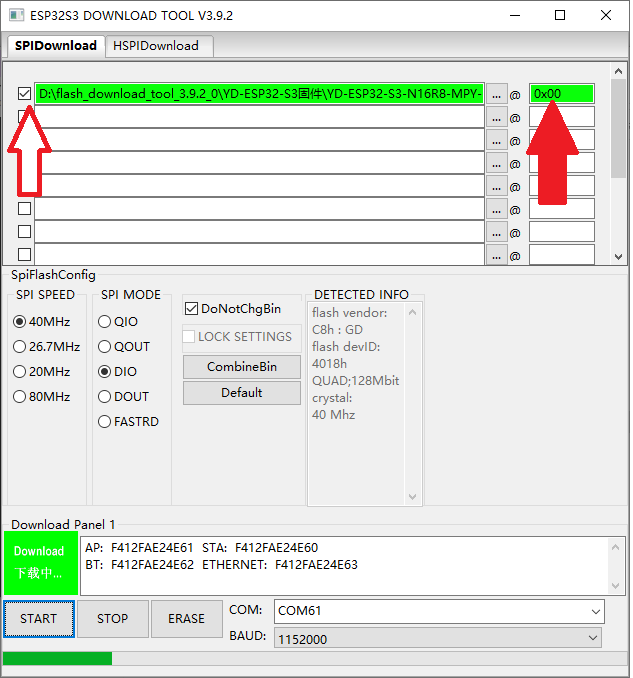 ESP32S3 DOWNLOAD TOOL V3.9.2
SPIDownload HSPIDownload
D:\flash_download_tool_3.9.2_0\YD-ESP32-S3固件\YD-ESP32-S3-N16R8-MPY- ... @ 0x00
... @
... @
... @
... @
... @
... @
... @
SpiFlashConfig
SPI SPEED
40MHz
26.7MHz
20MHz
80MHz
SPI MODE
QIO
QOUT
DIO
DOUT
FASTRD
DoNotChgBin
LOCK SETTINGS
CombineBin
Default
DETECTED INFO
flash vendor:
C8h : GD
flash devID:
4018h
QUAD;128Mbit
crystal:
40 Mhz
Download Panel 1
Download
下载中...
AP: F412FAE24E61 STA: F412FAE24E60
BT: F412FAE24E62 ETHERNET: F412FAE24E63
START STOP ERASE
COM: COM61
BAUD: 1152000